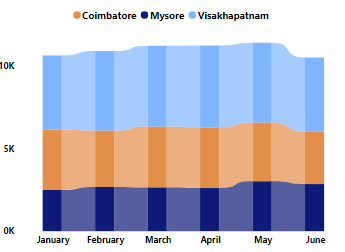 Coimbatore Mysore Visakhapatnam
10K
5K
0K
January February March April May June